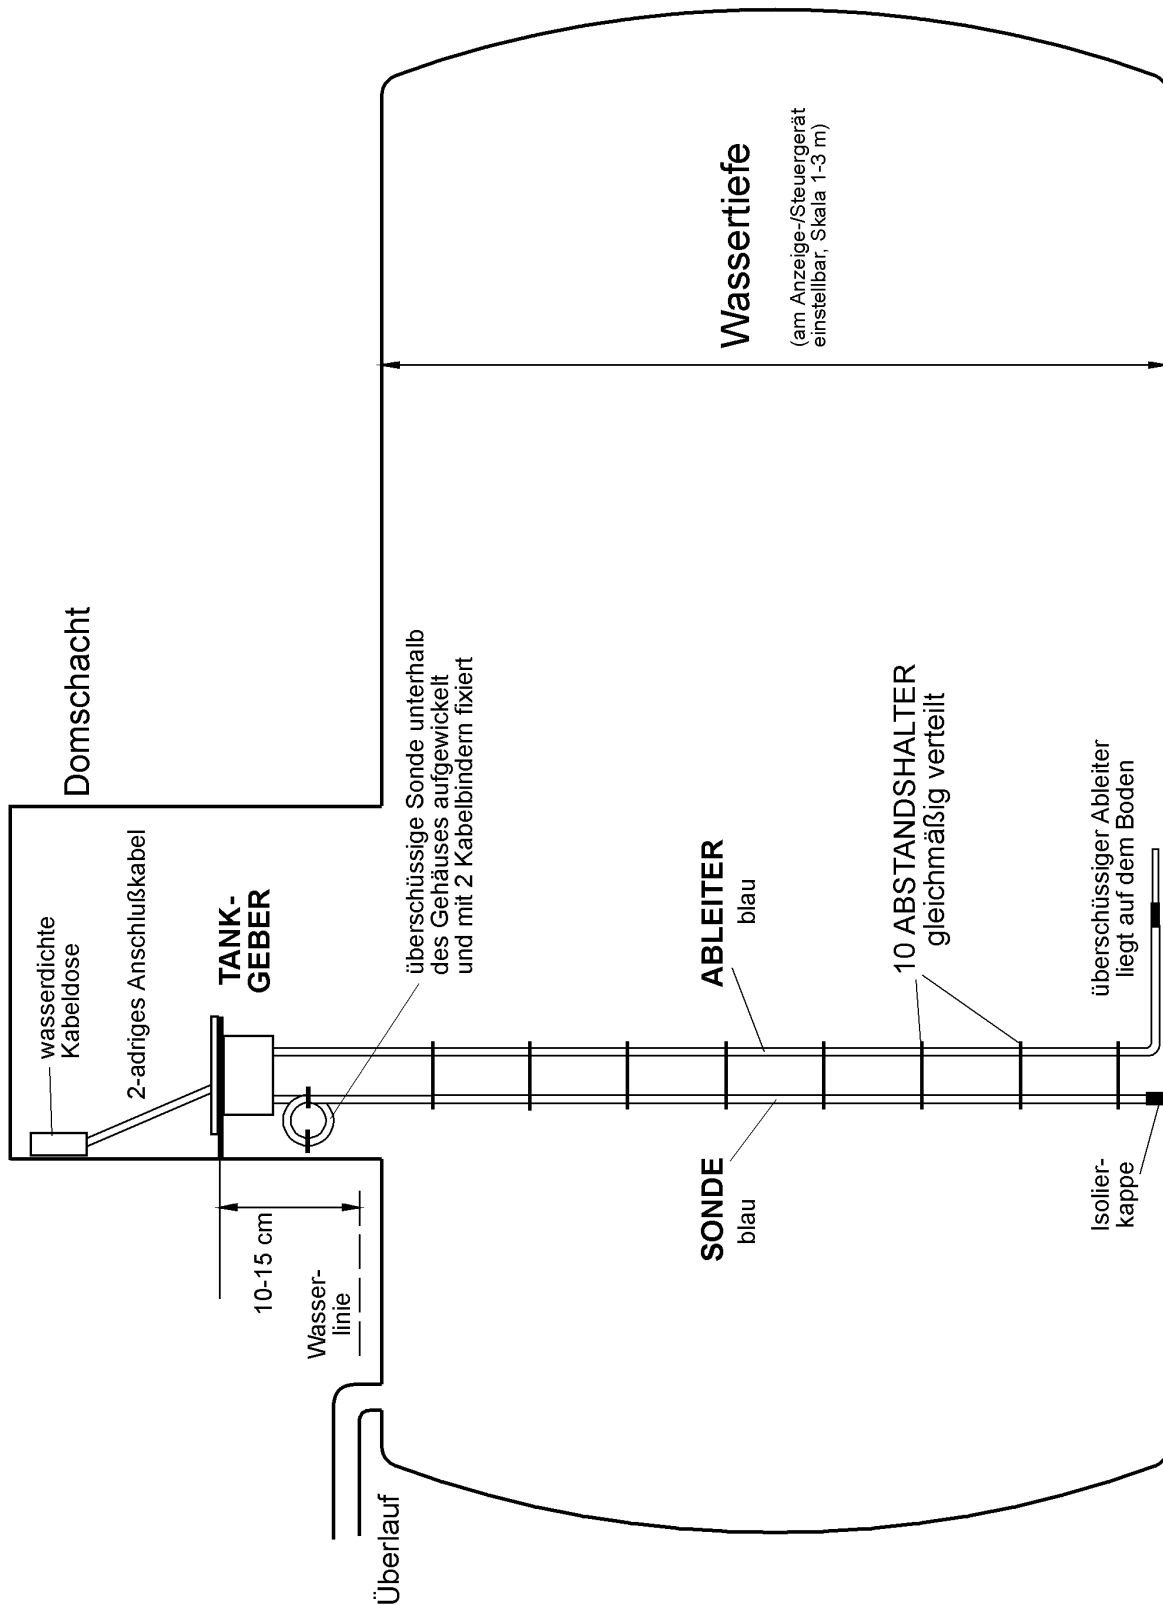 Domschacht
wasserdichte
Kabeldose
2-adriges Anschlußkabel
TANK-
GEBER
10-15 cm
Wasser-
linie
Überlauf
überschüssige Sonde unterhalb
des Gehäuses aufgewickelt
und mit 2 Kabelbindern fixiert
Wassertiefe
(am Anzeige-/Steuergerät
einstellbar, Skala 1-3 m)
SONDE
blau
ABLEITER
blau
10 ABSTANDSHALTER
gleichmäßig verteilt
Isolier-
kappe
überschüssiger Ableiter
liegt auf dem Boden